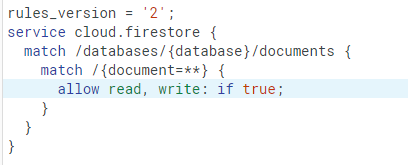 rules_version = '2';
service cloud.firestore {
  match /databases/{database}/documents {
    match /{document=**} {
      allow read, write: if true;
    }
  }
}